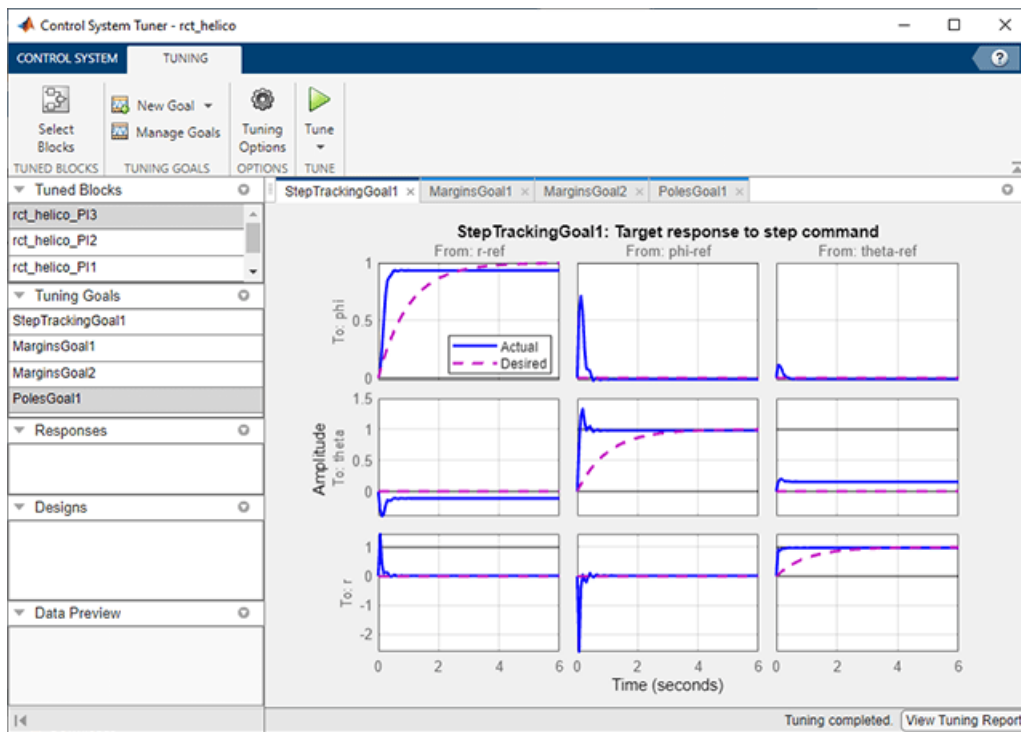 Control System Tuner - rct_helico
CONTROL SYSTEM TUNING
?
Select Blocks
New Goal
Manage Goals
Tuning Options
Tune
TUNED BLOCKS TUNING GOALS OPTIONS TUNE
Tuned Blocks
rct_helico_PI3
rct_helico_PI2
rct_helico_PI1
Tuning Goals
StepTrackingGoal1
MarginsGoal1
MarginsGoal2
PolesGoal1
Responses
Designs
Data Preview
StepTrackingGoal1 × MarginsGoal1 × MarginsGoal2 × PolesGoal1 ×
StepTrackingGoal1: Target response to step command
From: r-ref From: phi-ref From: theta-ref
To: phi
1
0.5
0
Actual
Desired
Amplitude
To: theta
1.5
1
0.5
0
To: r
1
0
-1
-2
0 2 4 6 0 2 4 6 0 2 4 6
Time (seconds)
Tuning completed. View Tuning Report